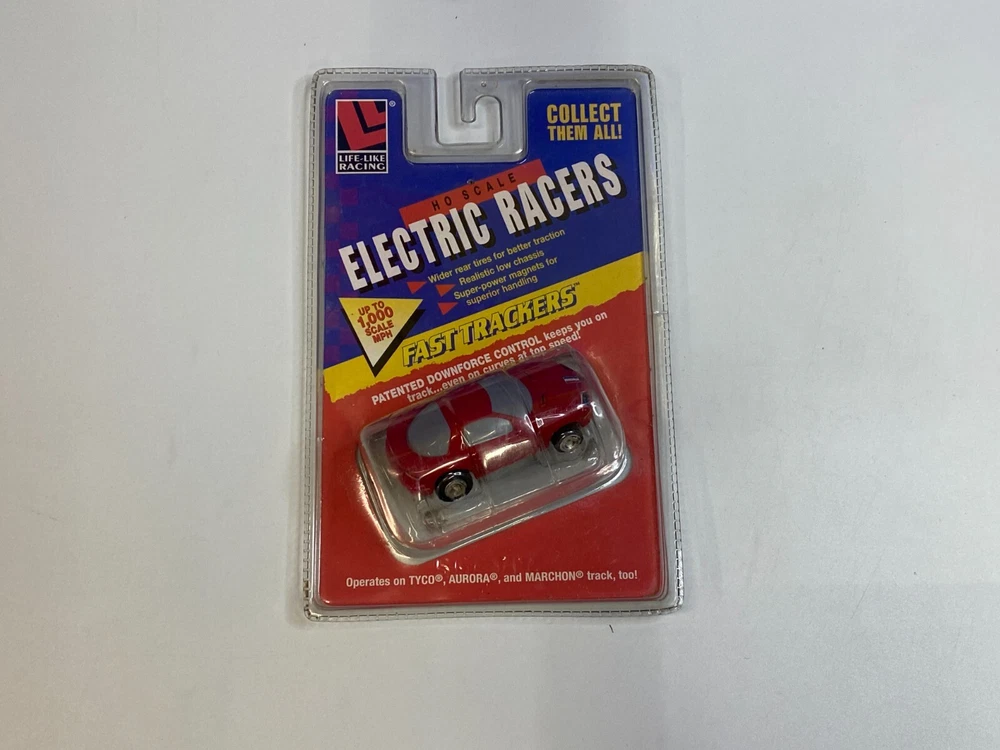 LIFE-LIKE
RACING
®
COLLECT
THEM ALL!
HO SCALE
ELECTRIC RACERS
Wider rear tires for better traction
Realistic low chassis
Super-power magnets for
superior handling
UP TO
1,000
SCALE
MPH
FAST TRACKERS™
PATENTED DOWNFORCE CONTROL keeps you on
track...even on curves at top speed!
Operates on TYCO®, AURORA®, and MARCHON® track, too!